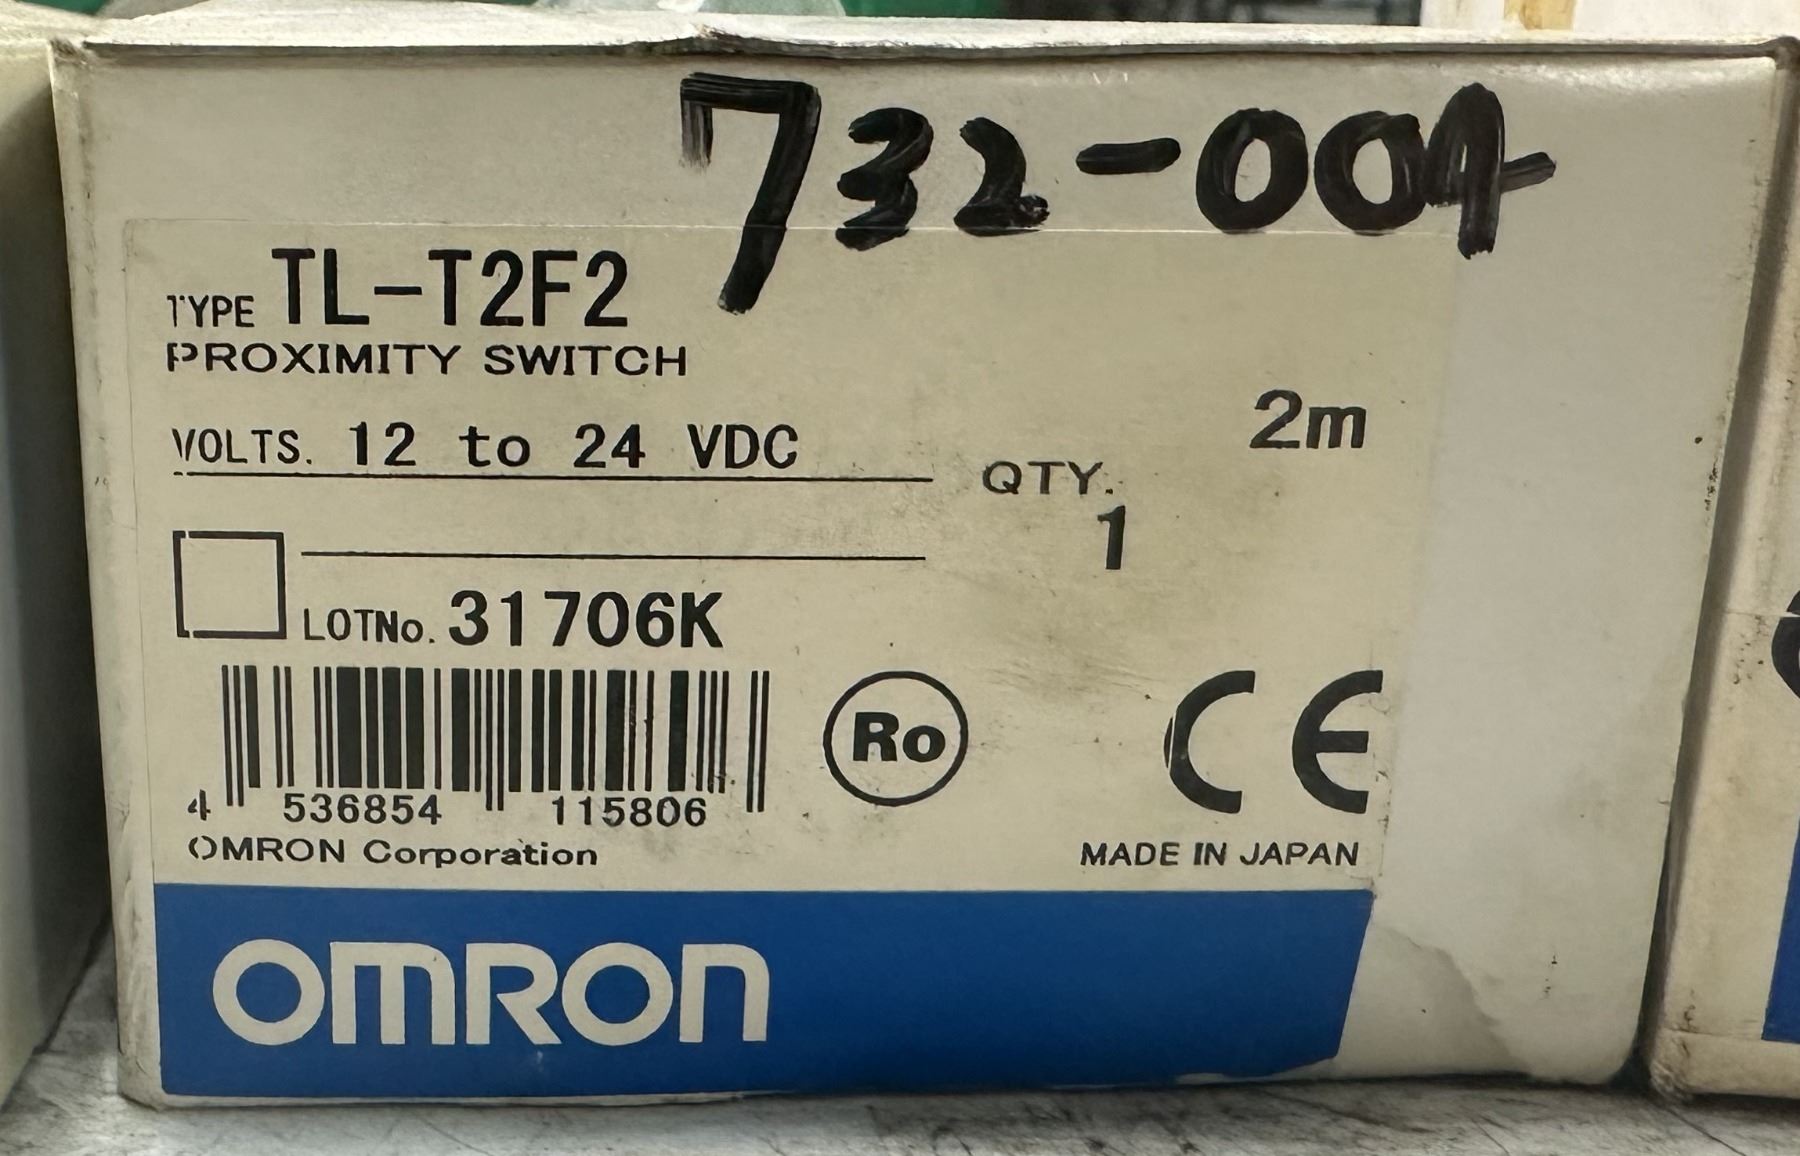 732-004
TYPE TL-T2F2
PROXIMITY SWITCH
2m
VOLTS. 12 to 24 VDC
QTY.
1
LOTNo. 31706K
4 536854 115806
Ro
CE
OMRON Corporation
MADE IN JAPAN
OMRON